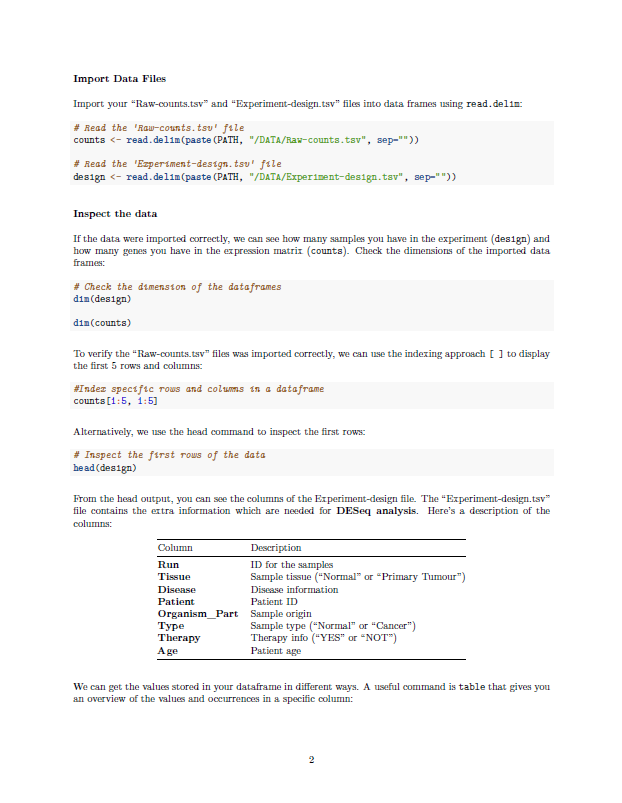 Import Data Files
Import your “Raw-counts.tsv” and “Experiment-design.tsv” files into data frames using read.delim:
# Read the 'Raw-counts.tsv' file
counts <- read.delim(paste(PATH, "/DATA/Raw-counts.tsv", sep=""))
# Read the 'Experiment-design.tsv' file
design <- read.delim(paste(PATH, "/DATA/Experiment-design.tsv", sep=""))
Inspect the data
If the data were imported correctly, we can see how many samples you have in the experiment (design) and
how many genes you have in the expression matrix (counts). Check the dimensions of the imported data
frames:
# Check the dimension of the dataframes
dim(design)
dim(counts)
To verify the “Raw-counts.tsv” files was imported correctly, we can use the indexing approach [ ] to display
the first 5 rows and columns:
#Index specific rows and columns in a dataframe
counts[1:5, 1:5]
Alternatively, we use the head command to inspect the first rows:
# Inspect the first rows of the data
head(design)
From the head output, you can see the columns of the Experiment-design file. The “Experiment-design.tsv”
file contains the extra information which are needed for DESeq analysis. Here’s a description of the
columns:
Column Description
Run ID for the samples
Tissue Sample tissue (“Normal” or “Primary Tumour”)
Disease Disease information
Patient Patient ID
Organism_Part Sample origin
Type Sample type (“Normal” or “Cancer”)
Therapy Therapy info (“YES” or “NOT”)
Age Patient age
We can get the values stored in your dataframe in different ways. A useful command is table that gives you
an overview of the values and occurrences in a specific column:
2